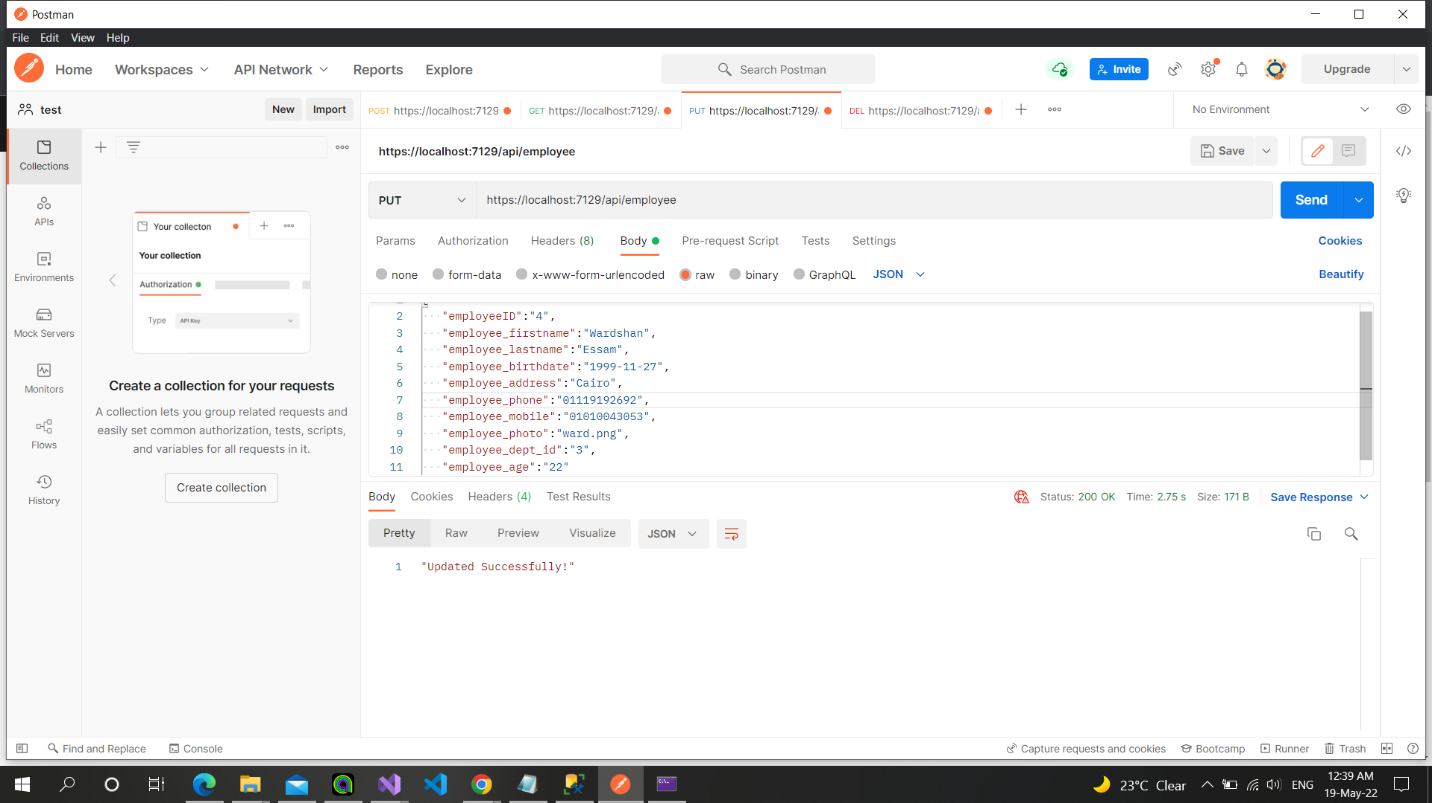 Postman
File Edit View Help
Home Workspaces API Network Reports Explore Search Postman Invite Upgrade
test New Import POST https://localhost:7129 GET https://localhost:7129/ PUT https://localhost:7129/ DEL https://localhost:7129/ No Environment
https://localhost:7129/api/employee Save
PUT https://localhost:7129/api/employee Send
Params Authorization Headers (8) Body Pre-request Script Tests Settings Cookies
none form-data x-www-form-urlencoded raw binary GraphQL JSON Beautify
2 "employeeID":"4",
3 "employee_firstname":"Wardshan",
4 "employee_lastname":"Essam",
5 "employee_birthdate":"1999-11-27",
6 "employee_address":"Cairo",
7 "employee_phone":"01119192692",
8 "employee_mobile":"01010043053",
9 "employee_photo":"ward.png",
10 "employee_dept_id":"3",
11 "employee_age":"22"
Body Cookies Headers (4) Test Results Status: 200 OK Time: 2.75 s Size: 171 B Save Response
Pretty Raw Preview Visualize JSON
1 "Updated Successfully!"
Collections
APIs
Environments
Mock Servers
Monitors
Flows
History
Your collecton
Your collection
Authorization
Type API Key
Create a collection for your requests
A collection lets you group related requests and
easily set common authorization, tests, scripts,
and variables for all requests in it.
Create collection
Find and Replace Console Capture requests and cookies Bootcamp Runner Trash
23°C Clear ENG 12:39 AM
19-May-22